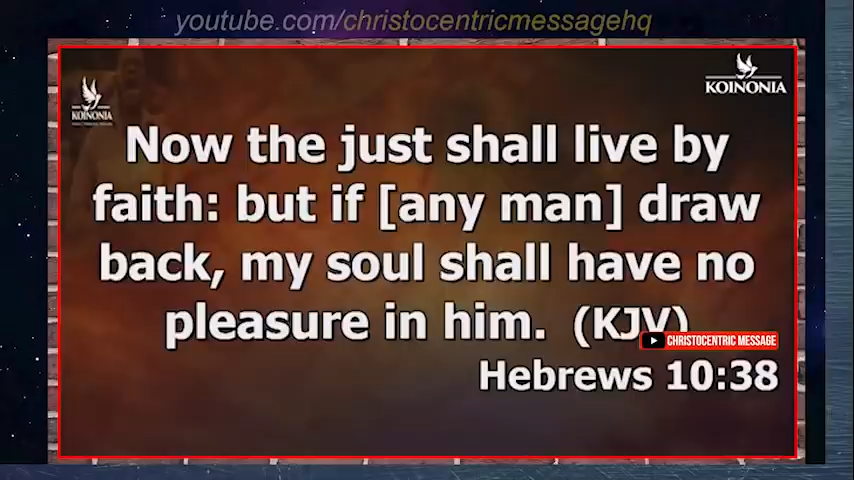 youtube.com/christocentricmessagehq
KOINONIA
KOINONIA
Now the just shall live by
faith: but if [any man] draw
back, my soul shall have no
pleasure in him. (KJV)
CHRISTOCENTRIC MESSAGE
Hebrews 10:38